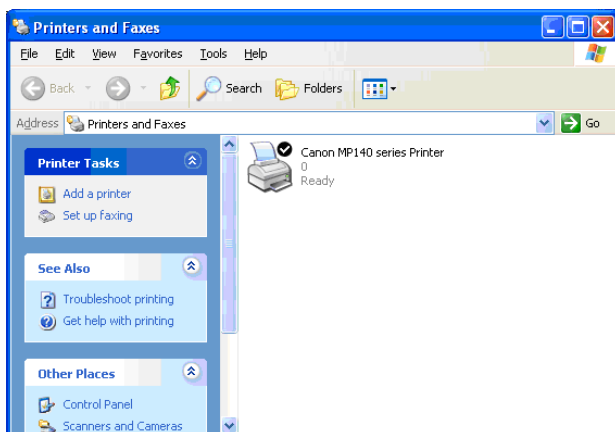 Printers and Faxes
File Edit View Favorites Tools Help
Back Search Folders
Address Printers and Faxes Go
Printer Tasks
Add a printer
Set up faxing
See Also
Troubleshoot printing
Get help with printing
Other Places
Control Panel
Scanners and Cameras
Canon MP140 series Printer
0
Ready